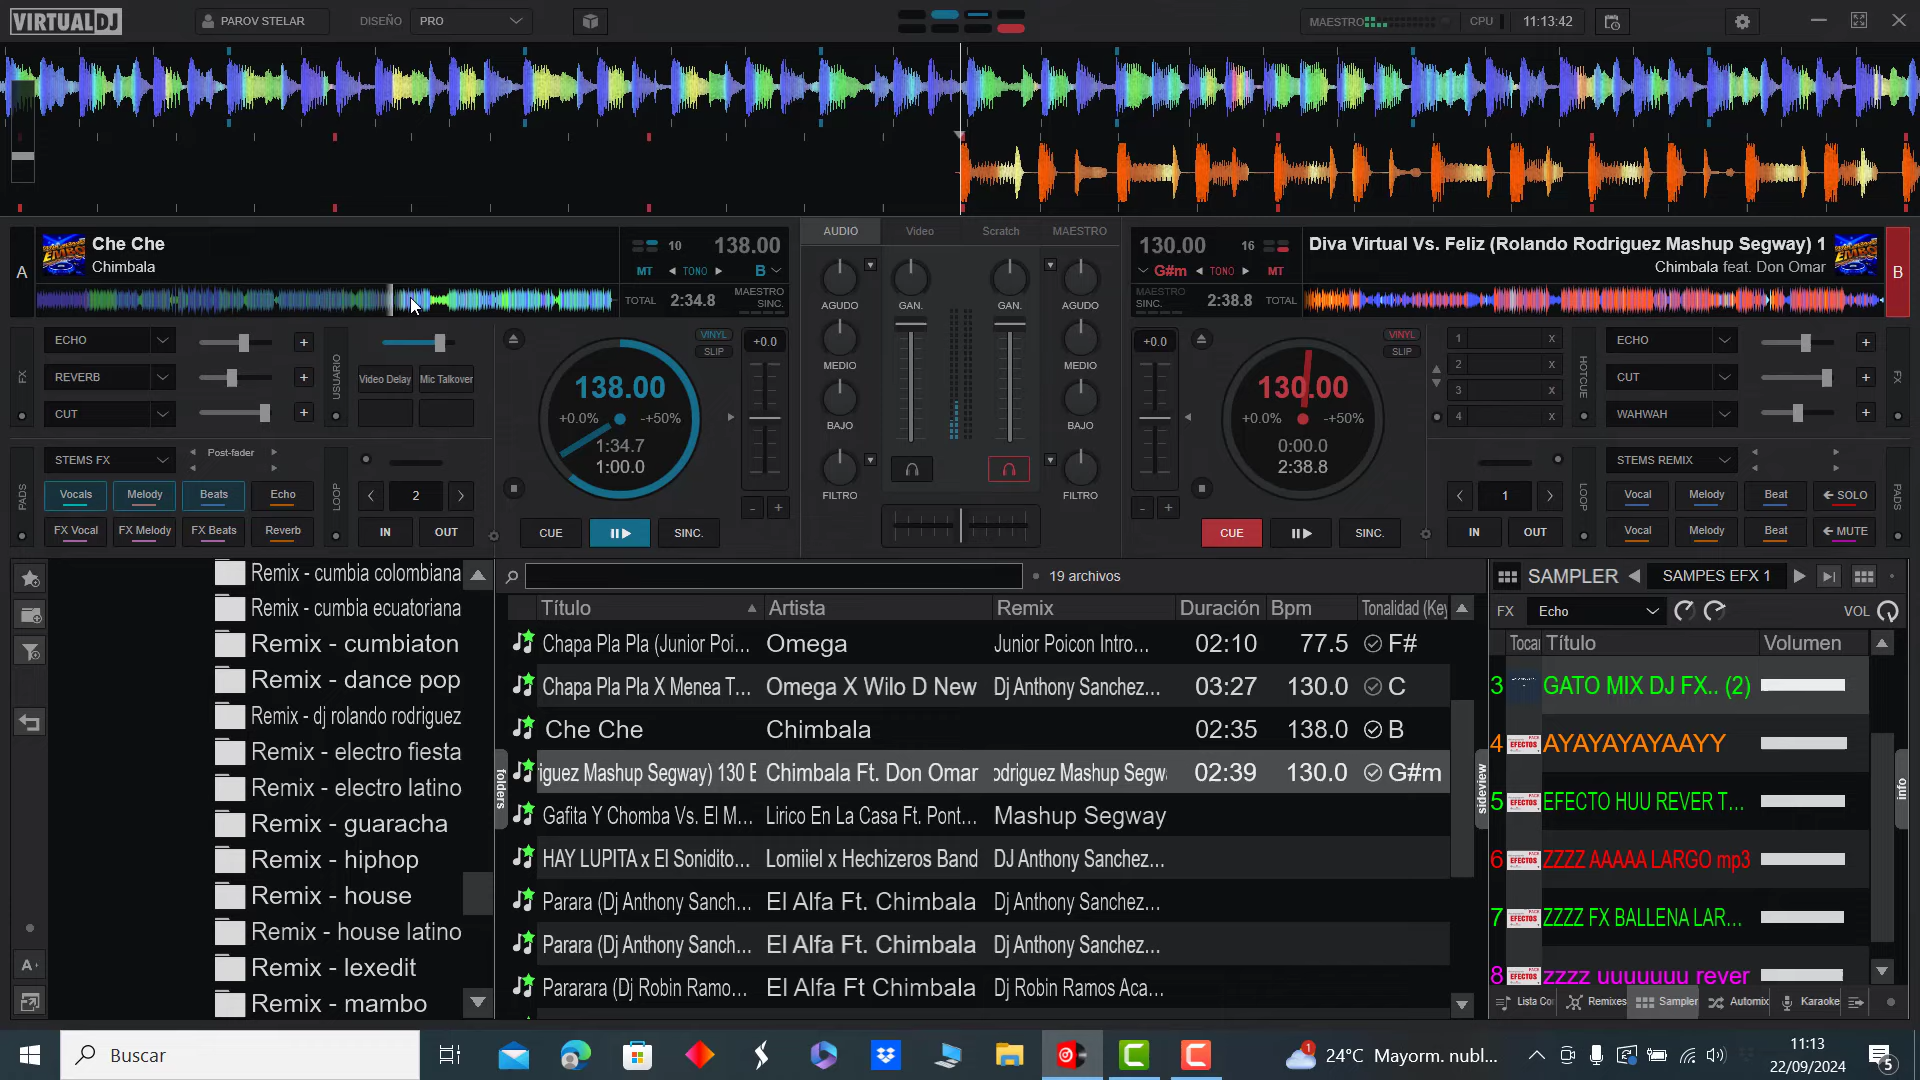 VIRTUALDJ
PAROV STELAR
DISEÑO
PRO
MAESTRO
CPU
11:13:42
A
Che Che
Chimbala
10
138.00
MT
TONO
B
TOTAL
2:34.8
MAESTRO
SINC.
AUDIO
Video
Scratch
MAESTRO
130.00
16
G#m
TONO
MT
MAESTRO
SINC.
2:38.8
TOTAL
Diva Virtual Vs. Feliz (Rolando Rodriguez Mashup Segway) 1
Chimbala feat. Don Omar
B
FX
ECHO
REVERB
CUT
USUARIO
Video Delay
Mic Talkover
VINYL
SLIP
138.00
+0.0%
-+50%
1:34.7
1:00.0
+0.0
AGUDO
GAN.
GAN.
AGUDO
MEDIO
MEDIO
BAJO
BAJO
FILTRO
FILTRO
+0.0
VINYL
SLIP
130.00
+0.0%
-+50%
0:00.0
2:38.8
1 x
2 x
3 x
4 x
HOTCUE
ECHO
CUT
WAHWAH
FX
PADS
STEMS FX
Post-fader
Vocals
Melody
Beats
Echo
FX Vocal
FX Melody
FX Beats
Reverb
LOOP
2
IN
OUT
CUE
SINC.
CUE
SINC.
1
IN
OUT
LOOP
STEMS REMIX
Vocal
Melody
Beat
SOLO
Vocal
Melody
Beat
MUTE
PADS
Remix - cumbia colombiana
Remix - cumbia ecuatoriana
Remix - cumbiaton
Remix - dance pop
Remix - dj rolando rodriguez
Remix - electro fiesta
Remix - electro latino
Remix - guaracha
Remix - hiphop
Remix - house
Remix - house latino
Remix - lexedit
Remix - mambo
folders
19 archivos
Título Artista Remix Duración Bpm Tonalidad (Key
Chapa Pla Pla (Junior Poi... Omega Junior Poicon Intro... 02:10 77.5 F#
Chapa Pla Pla X Menea T... Omega X Wilo D New Dj Anthony Sanchez... 03:27 130.0 C
Che Che Chimbala 02:35 138.0 B
riguez Mashup Segway) 130 E Chimbala Ft. Don Omar odriguez Mashup Segw 02:39 130.0 G#m
Gafita Y Chomba Vs. El M... Lirico En La Casa Ft. Pont... Mashup Segway
HAY LUPITA x El Sonidito... Lomiiel x Hechizeros Band DJ Anthony Sanchez...
Parara (Dj Anthony Sanch... El Alfa Ft. Chimbala Dj Anthony Sanchez...
Parara (Dj Anthony Sanch... El Alfa Ft. Chimbala Dj Anthony Sanchez...
Pararara (Dj Robin Ramo... El Alfa Ft Chimbala Dj Robin Ramos Aca...
sideview
SAMPLER
SAMPES EFX 1
FX
Echo
VOL
Tocar Título Volumen
3 GATO MIX DJ FX.. (2)
4 AYAYAYAYAAYY
5 EFECTO HUU REVER T...
6 ZZZZ AAAAA LARGO mp3
7 ZZZZ FX BALLENA LAR...
8 zzzz uuuuuuu rever
info
Lista Co
Remixes
Sampler
Automix
Karaoke
Buscar
1
24°C Mayorm. nubl...
11:13
22/09/2024
5